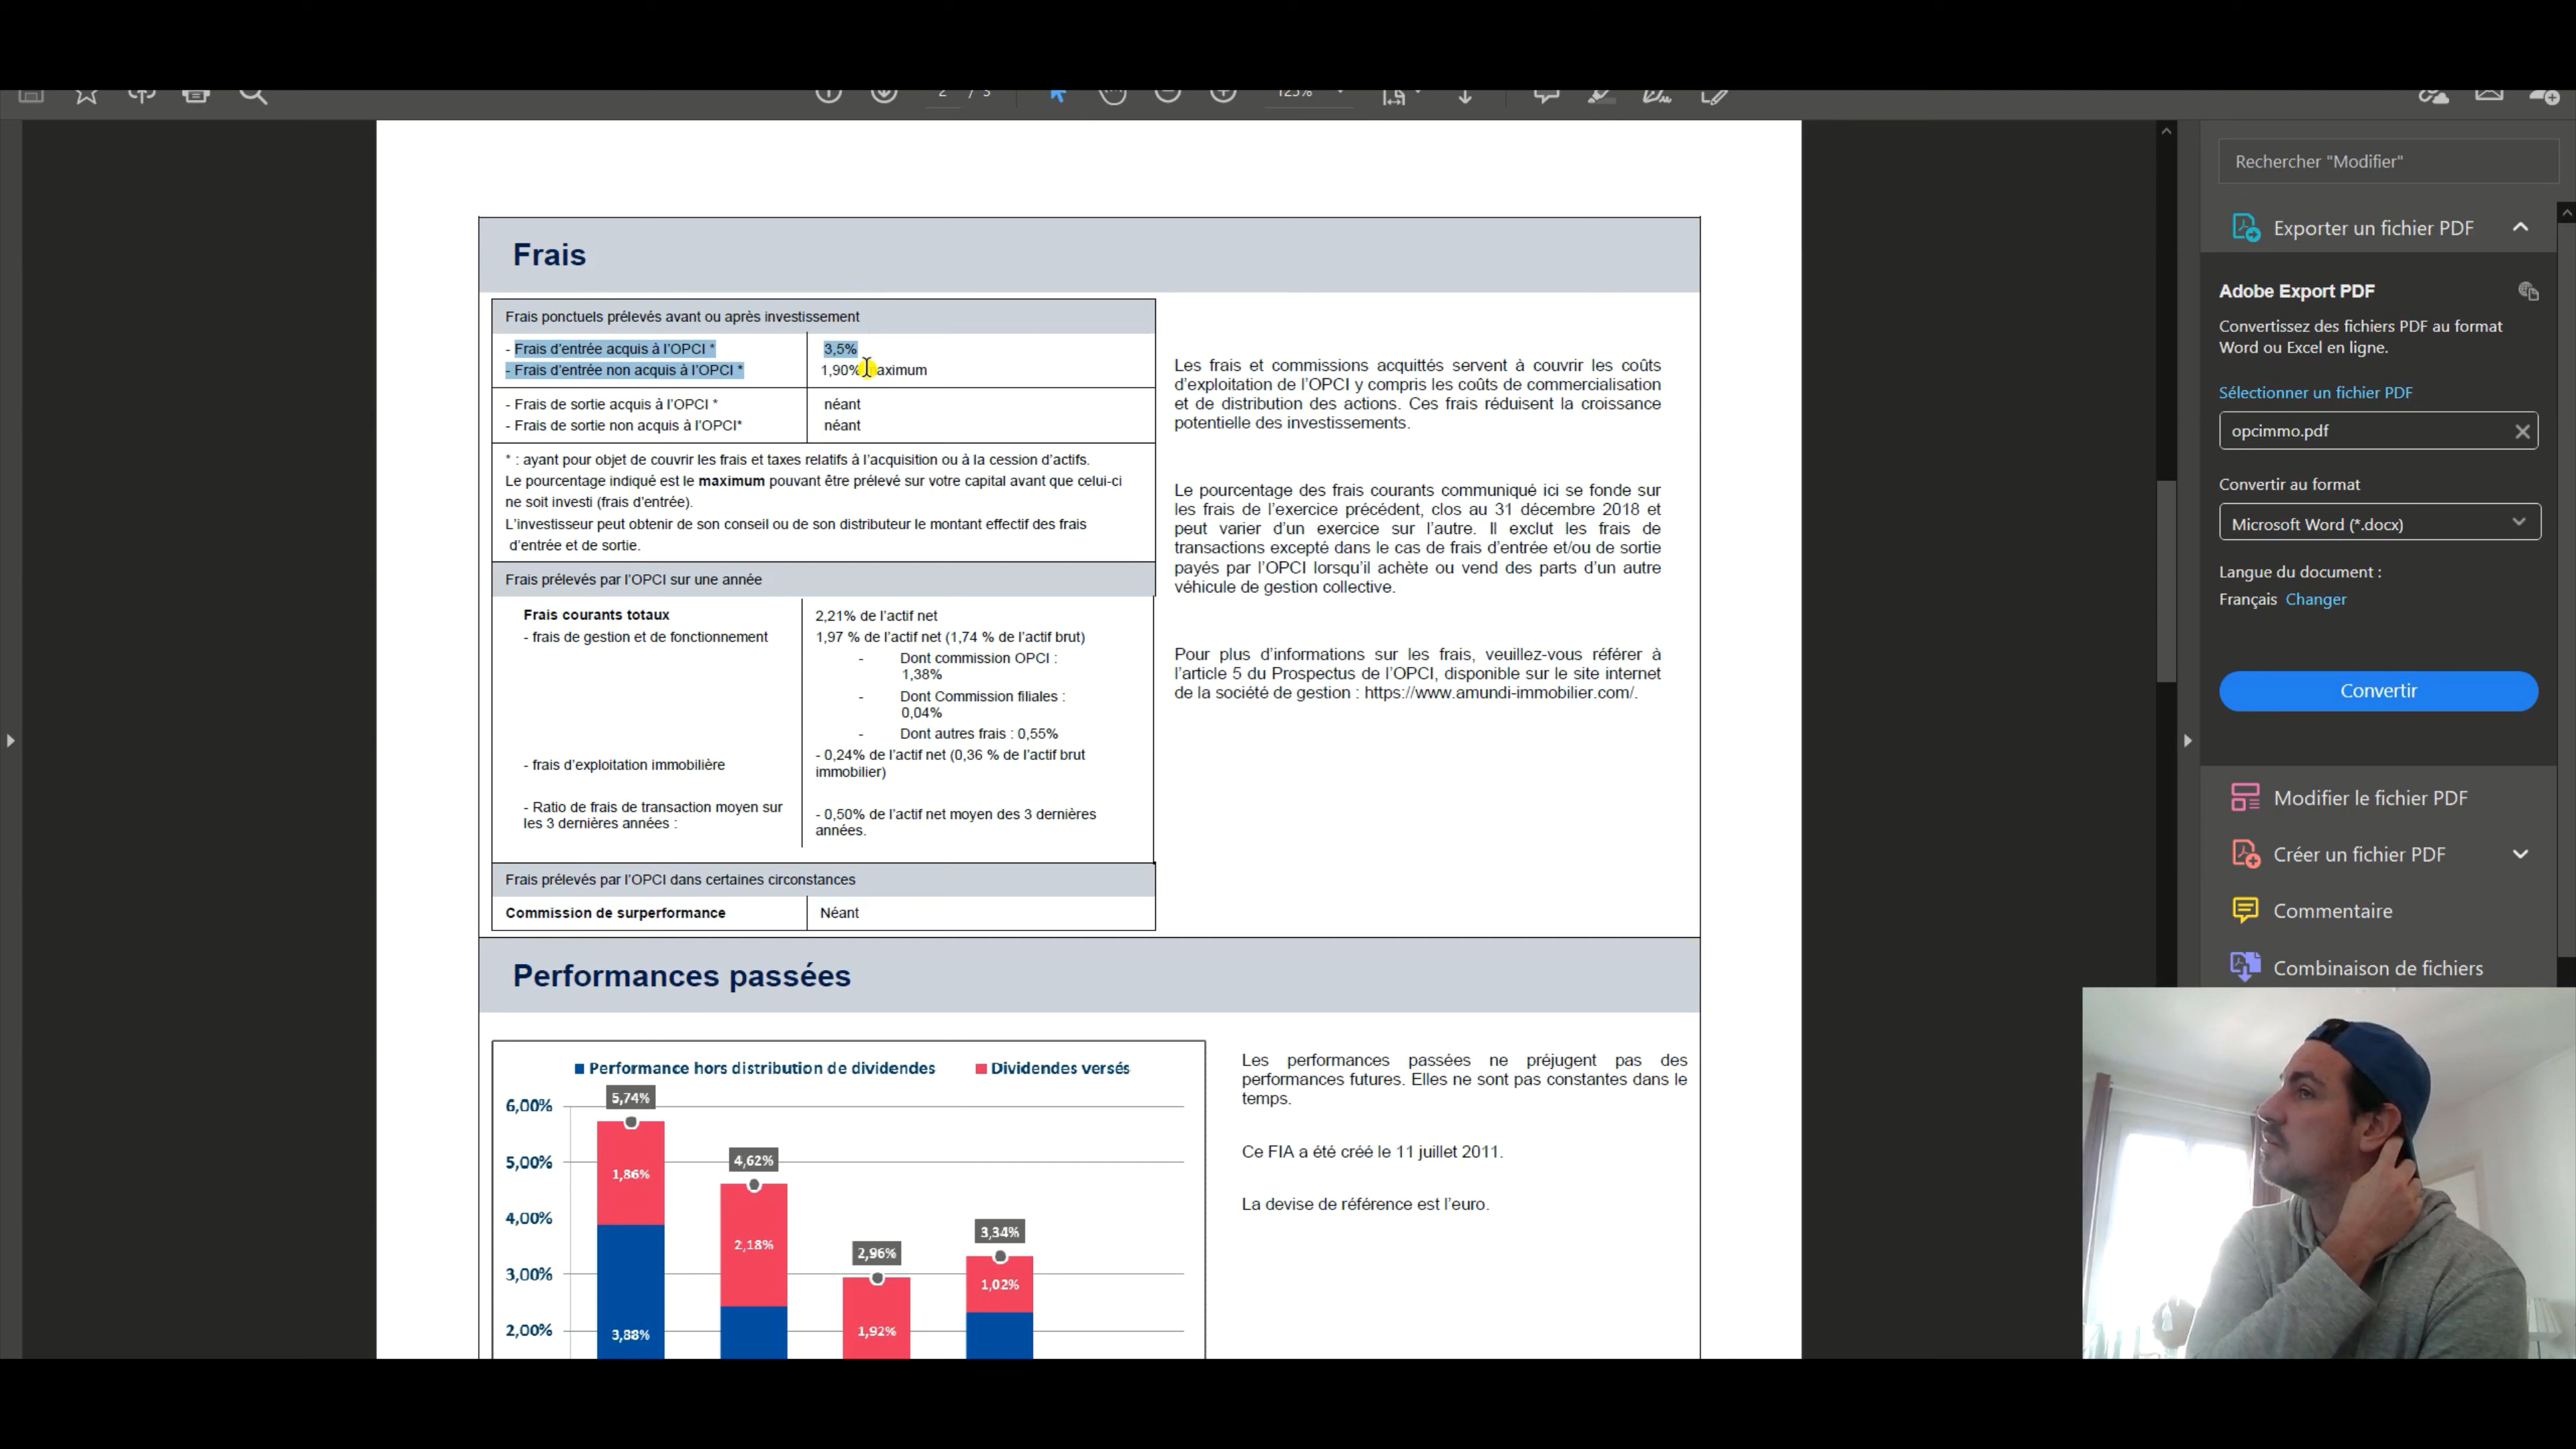 2 / 3
125%
Frais
Frais ponctuels prélevés avant ou après investissement
- Frais d'entrée acquis à l'OPCI * 3,5%
- Frais d'entrée non acquis à l'OPCI * 1,90% aximum
- Frais de sortie acquis à l'OPCI * néant
- Frais de sortie non acquis à l'OPCI* néant
* : ayant pour objet de couvrir les frais et taxes relatifs à l'acquisition ou à la cession d'actifs.
Le pourcentage indiqué est le maximum pouvant être prélevé sur votre capital avant que celui-ci
ne soit investi (frais d'entrée).
L'investisseur peut obtenir de son conseil ou de son distributeur le montant effectif des frais
d'entrée et de sortie.
Frais prélevés par l'OPCI sur une année
Frais courants totaux 2,21% de l'actif net
- frais de gestion et de fonctionnement 1,97 % de l'actif net (1,74 % de l'actif brut)
- Dont commission OPCI :
1,38%
- Dont Commission filiales :
0,04%
- Dont autres frais : 0,55%
- frais d'exploitation immobilière - 0,24% de l'actif net (0,36 % de l'actif brut
immobilier)
- Ratio de frais de transaction moyen sur
les 3 dernières années :
- 0,50% de l'actif net moyen des 3 dernières
années.
Frais prélevés par l'OPCI dans certaines circonstances
Commission de surperformance Néant
Les frais et commissions acquittés servent à couvrir les coûts
d'exploitation de l'OPCI y compris les coûts de commercialisation
et de distribution des actions. Ces frais réduisent la croissance
potentielle des investissements.
Le pourcentage des frais courants communiqué ici se fonde sur
les frais de l'exercice précédent, clos au 31 décembre 2018 et
peut varier d'un exercice sur l'autre. Il exclut les frais de
transactions excepté dans le cas de frais d'entrée et/ou de sortie
payés par l'OPCI lorsqu'il achète ou vend des parts d'un autre
véhicule de gestion collective.
Pour plus d'informations sur les frais, veuillez-vous référer à
l'article 5 du Prospectus de l'OPCI, disponible sur le site internet
de la société de gestion : https://www.amundi-immobilier.com/.
Performances passées
Performance hors distribution de dividendes Dividendes versés
6,00%
5,00%
4,00%
3,00%
2,00%
5,74%
1,86%
3,88%
4,62%
2,18%
2,96%
1,92%
3,34%
1,02%
Les performances passées ne préjugent pas des
performances futures. Elles ne sont pas constantes dans le
temps.
Ce FIA a été créé le 11 juillet 2011.
La devise de référence est l'euro.
Rechercher "Modifier"
Exporter un fichier PDF
Adobe Export PDF
Convertissez des fichiers PDF au format
Word ou Excel en ligne.
Sélectionner un fichier PDF
opcimmo.pdf
Convertir au format
Microsoft Word (*.docx)
Langue du document :
Français Changer
Convertir
Modifier le fichier PDF
Créer un fichier PDF
Commentaire
Combinaison de fichiers